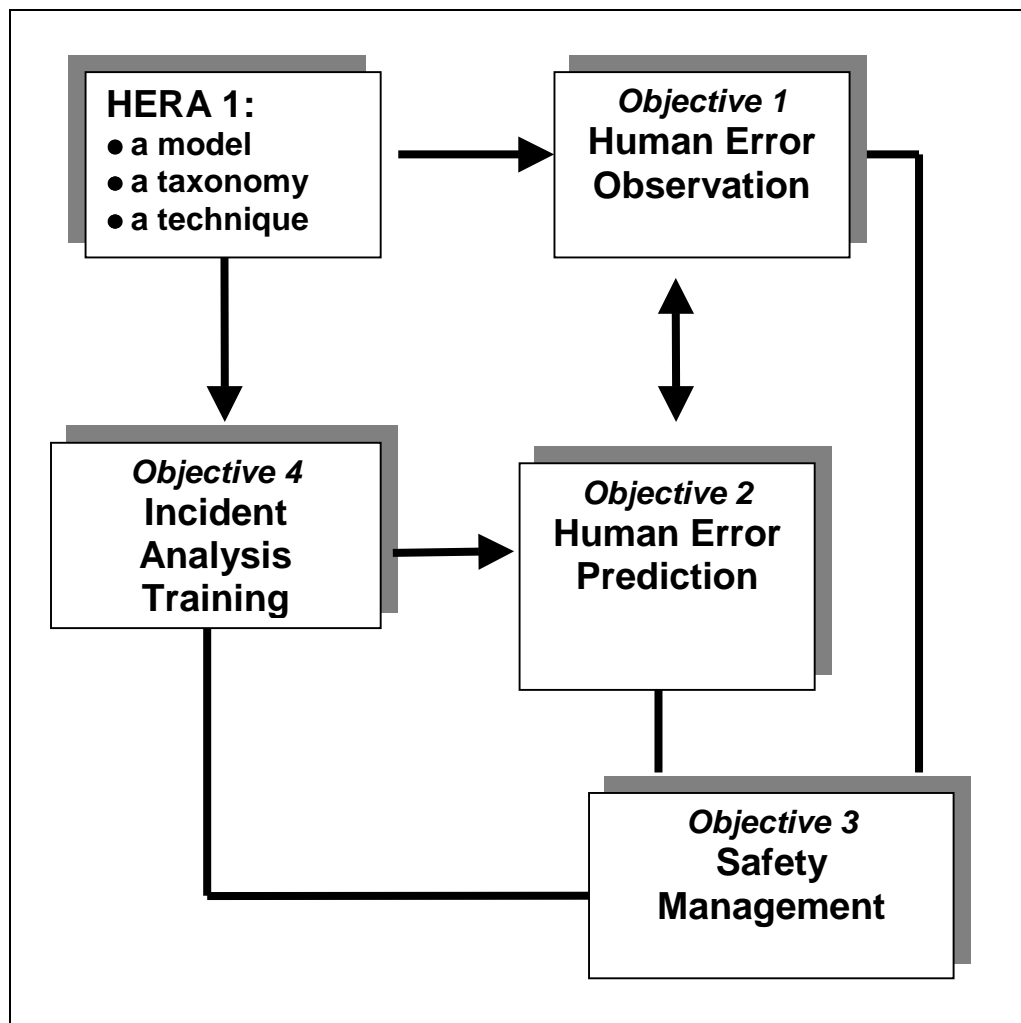 HERA 1:
● a model
● a taxonomy
● a technique
Objective 1
Human Error
Observation
Objective 4
Incident
Analysis
Training
Objective 2
Human Error
Prediction
Objective 3
Safety
Management